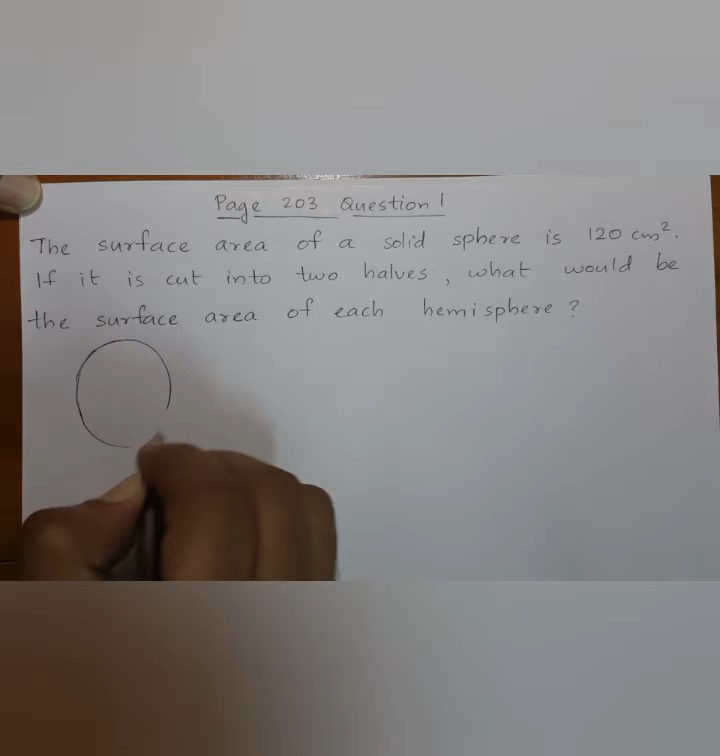 Page 203 Question 1
The surface area of a solid sphere is 120 cm².
If it is cut into two halves, what would be
the surface area of each hemisphere?